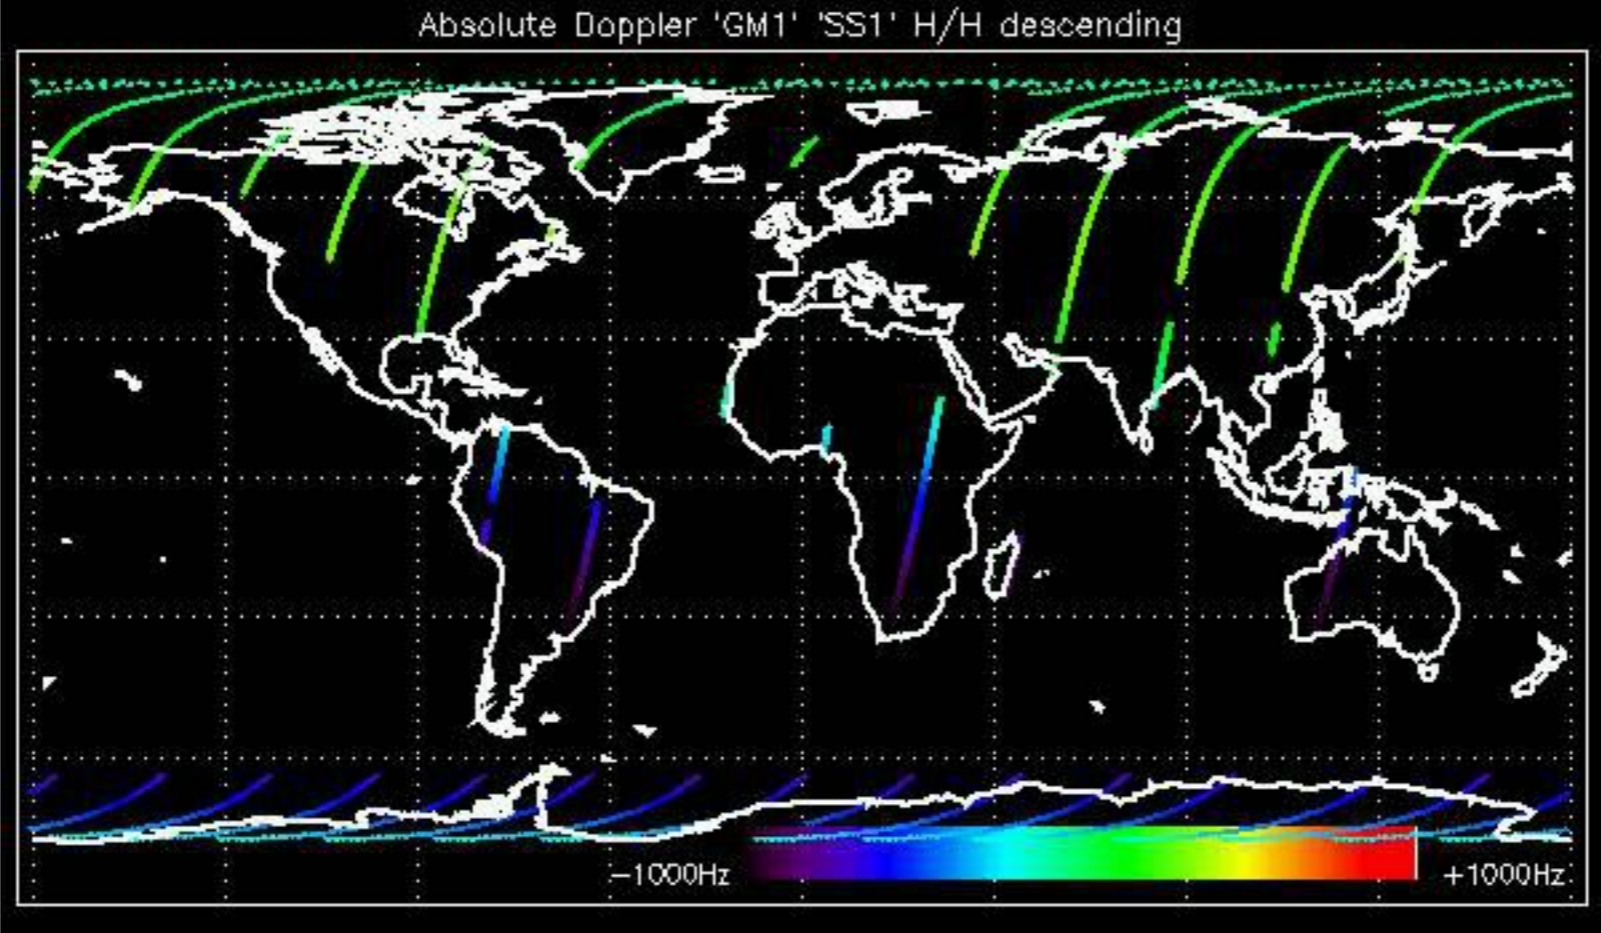 Absolute Doppler 'GM1' 'SS1' H/H descending
−1000Hz +1000Hz